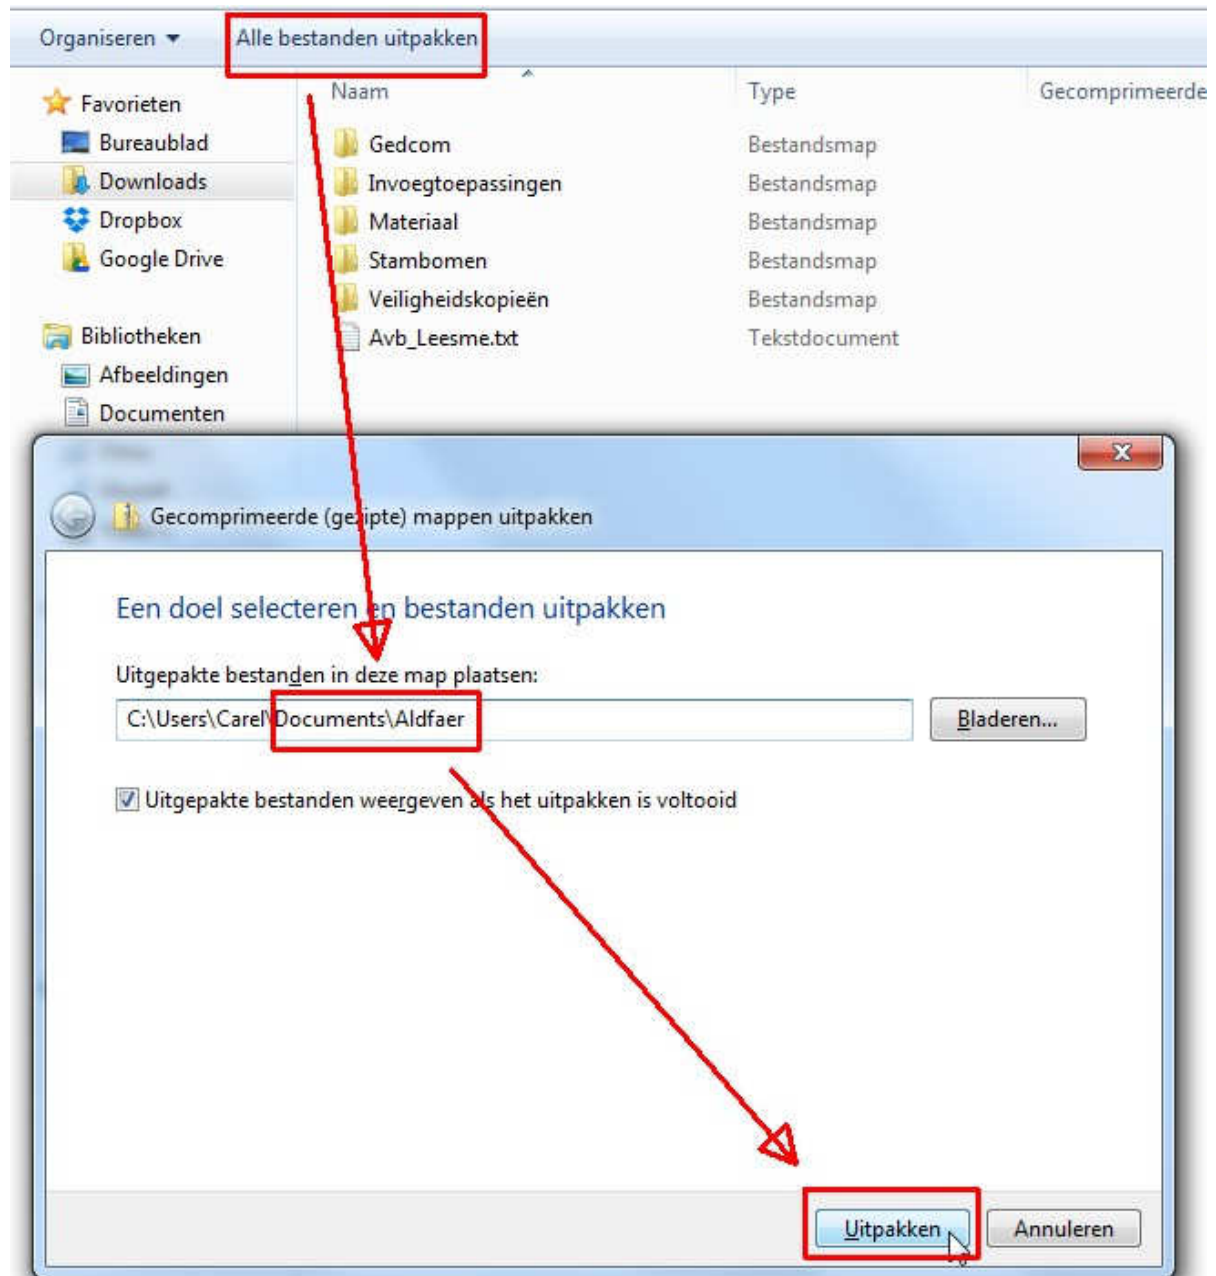 Organiseren Alle bestanden uitpakken
Naam Type Gecomprimeerde
Favorieten
Bureaublad
Downloads
Dropbox
Google Drive
Bibliotheken
Afbeeldingen
Documenten
Gedcom Bestandsmap
Invoegtoepassingen Bestandsmap
Materiaal Bestandsmap
Stambomen Bestandsmap
Veiligheidskopieën Bestandsmap
Avb_Leesme.txt Tekstdocument
Gecomprimeerde (gezipte) mappen uitpakken
Een doel selecteren en bestanden uitpakken
Uitgepakte bestanden in deze map plaatsen:
C:\Users\Carel\Documents\Aldfaer Bladeren...
Uitgepakte bestanden weergeven als het uitpakken is voltooid
Uitpakken Annuleren